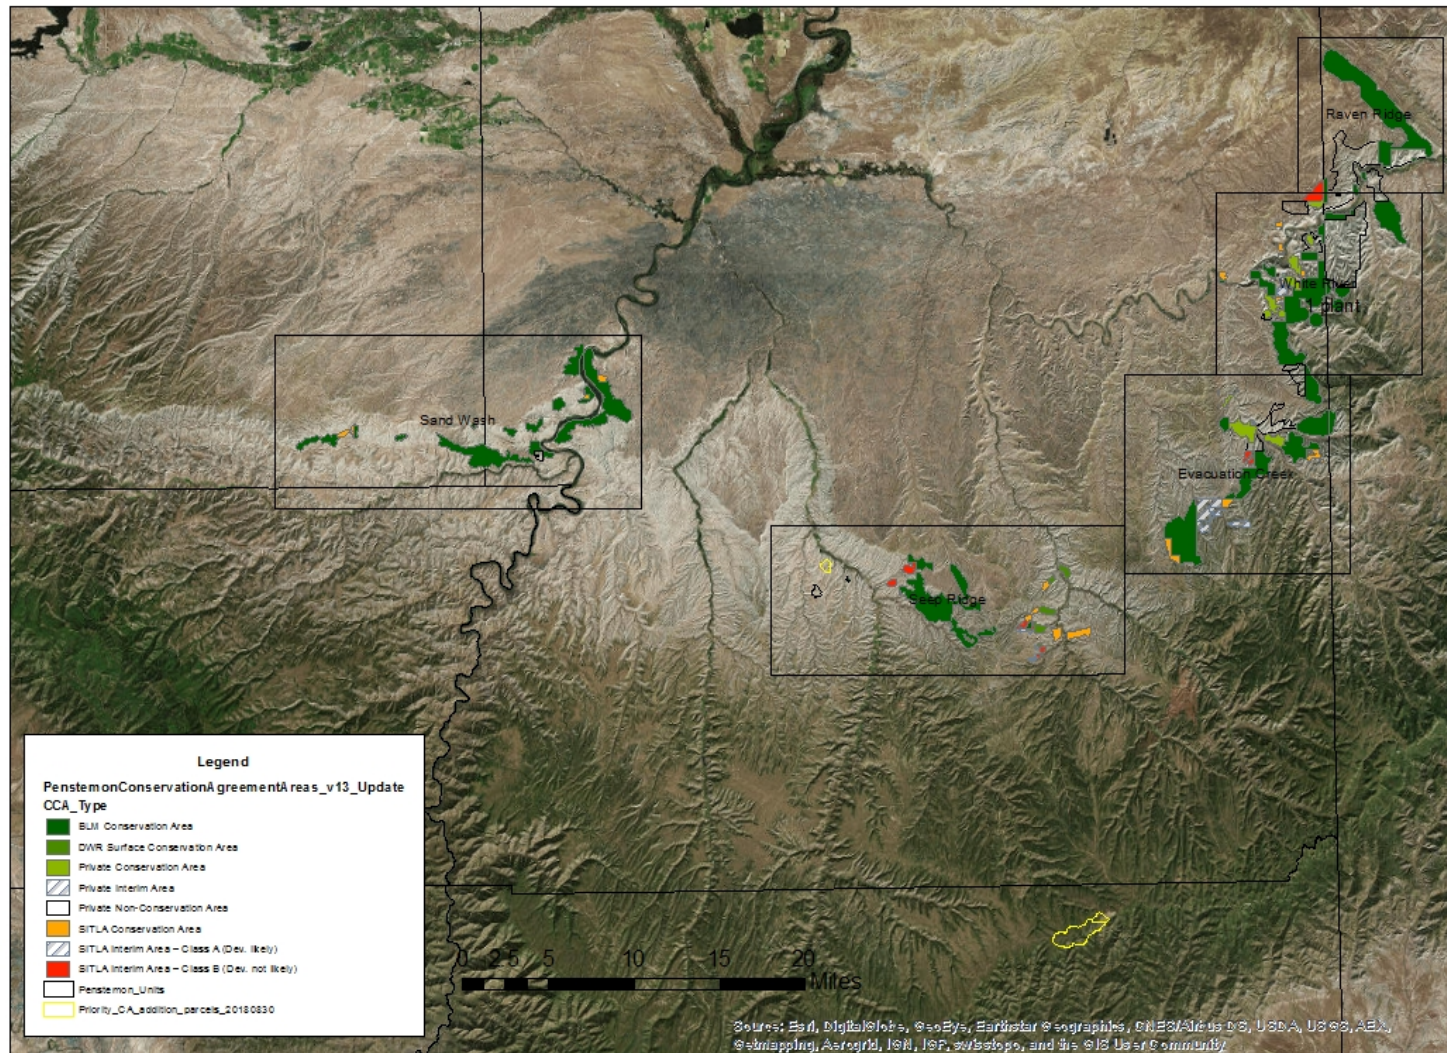 Raven Ridge
White River
1 plant
4
Sand Wash
Evacuation Creek
Seep Ridge
Legend
PenstemonConservationAgreementAreas_v13_Update
CCA_Type
BLM Conservation Area
DWR Surface Conservation Area
Private Conservation Area
Private Interim Area
Private Non-Conservation Area
SITLA Conservation Area
SITLA Interim Area – Class A (Dev. likely)
SITLA Interim Area – Class B (Dev. not likely)
Penstemon_Units
Priority_CA_addition_parcels_20180830
0 2.5 5 10 15 20
Miles
Source: Esri, DigitalGlobe, GeoEye, Earthstar Geographics, CNES/Airbus DS, USDA, USGS, AEX,
Getmapping, Aerogrid, IGN, IGP, swisstopo, and the GIS User Community